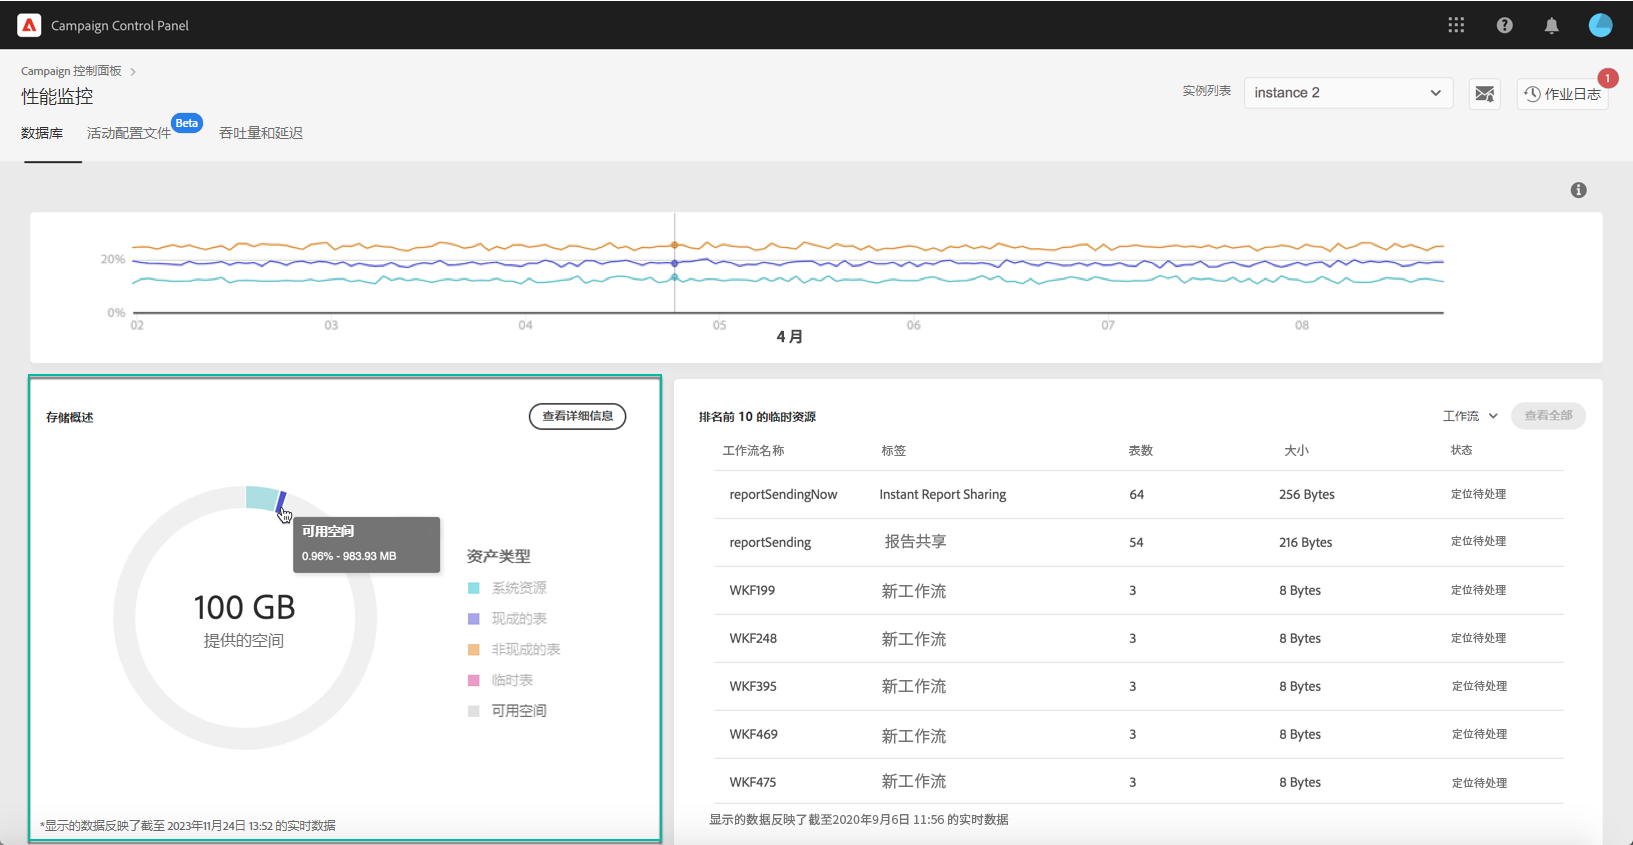 Campaign Control Panel
Campaign 控制面板
性能监控
实例列表
instance 2
作业日志
1
数据库
活动配置文件
Beta
吞吐量和延迟
20%
0%
02 03 04 05 06 07 08
4 月
存储概述
查看详细信息
可用空间
0.96% - 983.93 MB
100 GB
提供的空间
资产类型
系统资源
现成的表
非现成的表
临时表
可用空间
*显示的数据反映了截至 2023年11月24日 13:52 的实时数据
排名前 10 的临时资源
工作流
查看全部
工作流名称 标签 表数 大小 状态
reportSendingNow Instant Report Sharing 64 256 Bytes 定位待处理
reportSending 报告共享 54 216 Bytes 定位待处理
WKF199 新工作流 3 8 Bytes 定位待处理
WKF248 新工作流 3 8 Bytes 定位待处理
WKF395 新工作流 3 8 Bytes 定位待处理
WKF469 新工作流 3 8 Bytes 定位待处理
WKF475 新工作流 3 8 Bytes 定位待处理
显示的数据反映了截至2020年9月6日 11:56 的实时数据